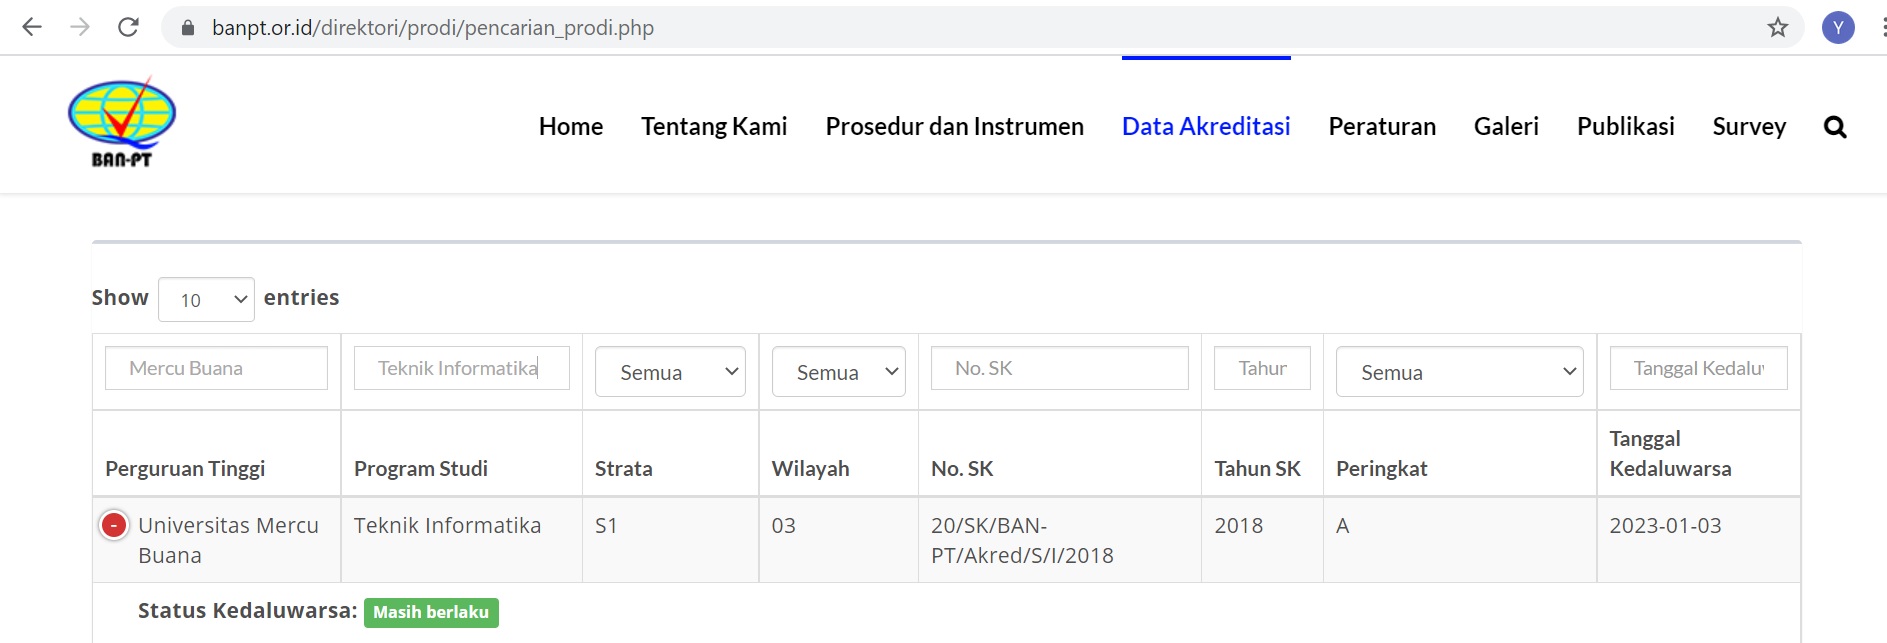 banpt.or.id/direktori/prodi/pencarian_prodi.php
Y
BAN-PT
Home Tentang Kami Prosedur dan Instrumen Data Akreditasi Peraturan Galeri Publikasi Survey
Show 10 entries
Mercu Buana Teknik Informatika Semua Semua No. SK Tahur Semua Tanggal Kedalu
Perguruan Tinggi Program Studi Strata Wilayah No. SK Tahun SK Peringkat Tanggal
Kedaluwarsa
- Universitas Mercu Teknik Informatika S1 03 20/SK/BAN- 2018 A 2023-01-03
Buana PT/Akred/S/I/2018
Status Kedaluwarsa: Masih berlaku